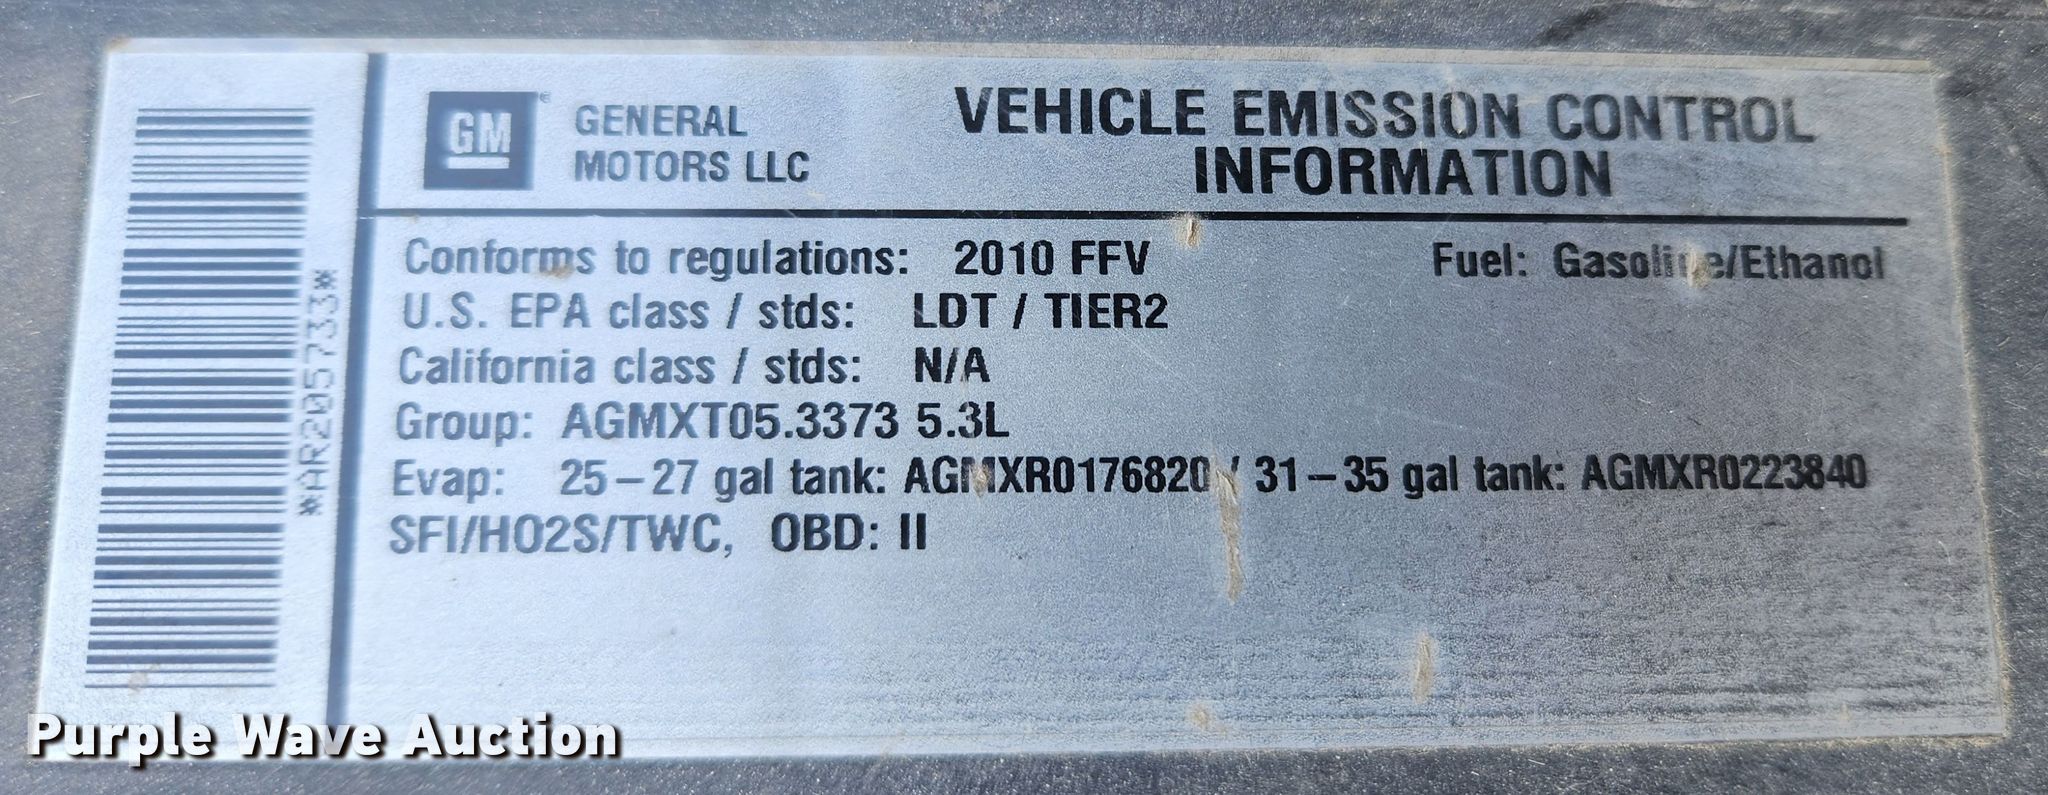 GM
GENERAL
MOTORS LLC
VEHICLE EMISSION CONTROL
INFORMATION
*AR205733*
Conforms to regulations: 2010 FFV Fuel: Gasoline/Ethanol
U.S. EPA class / stds: LDT / TIER2
California class / stds: N/A
Group: AGMXT05.3373 5.3L
Evap: 25-27 gal tank: AGMXR0176820 / 31-35 gal tank: AGMXR0223840
SFI/HO2S/TWC, OBD: II
Purple Wave Auction